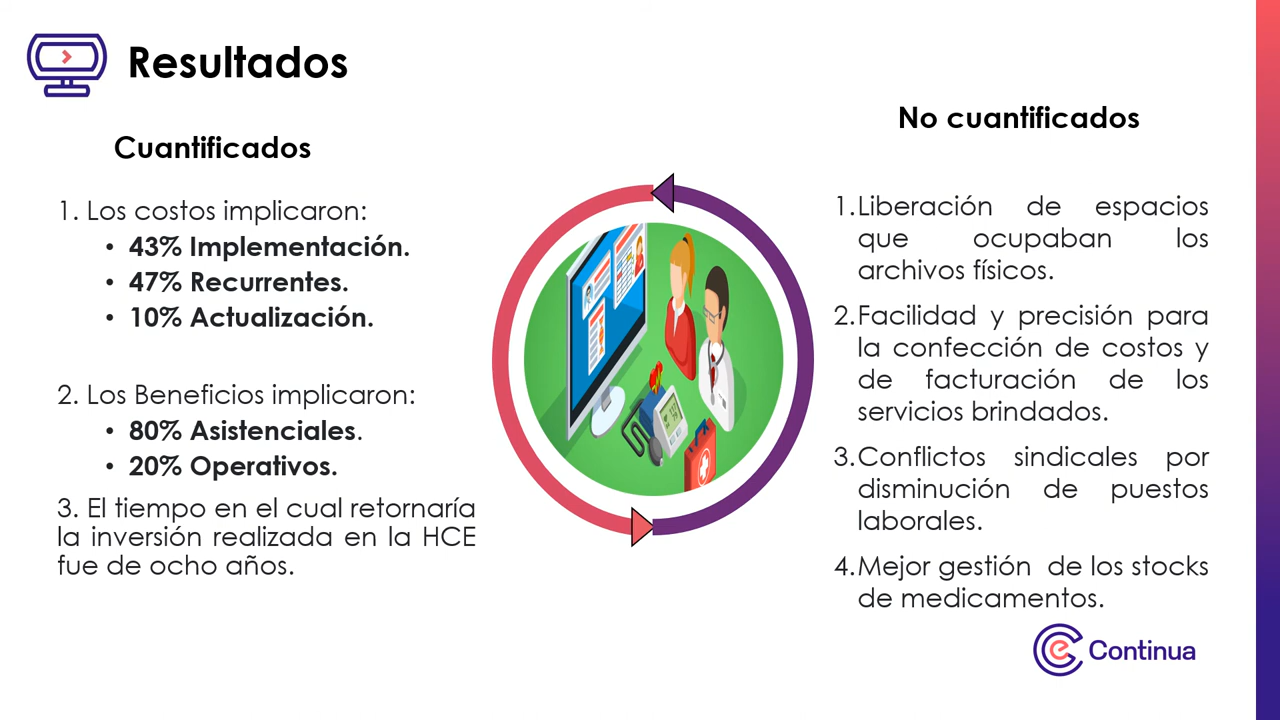 Resultados
Cuantificados
1. Los costos implicaron:
• 43% Implementación.
• 47% Recurrentes.
• 10% Actualización.
2. Los Beneficios implicaron:
• 80% Asistenciales.
• 20% Operativos.
3. El tiempo en el cual retornaría
la inversión realizada en la HCE
fue de ocho años.
No cuantificados
1.Liberación de espacios
que ocupaban los
archivos físicos.
2.Facilidad y precisión para
la confección de costos y
de facturación de los
servicios brindados.
3.Conflictos sindicales por
disminución de puestos
laborales.
4.Mejor gestión de los stocks
de medicamentos.
Continua